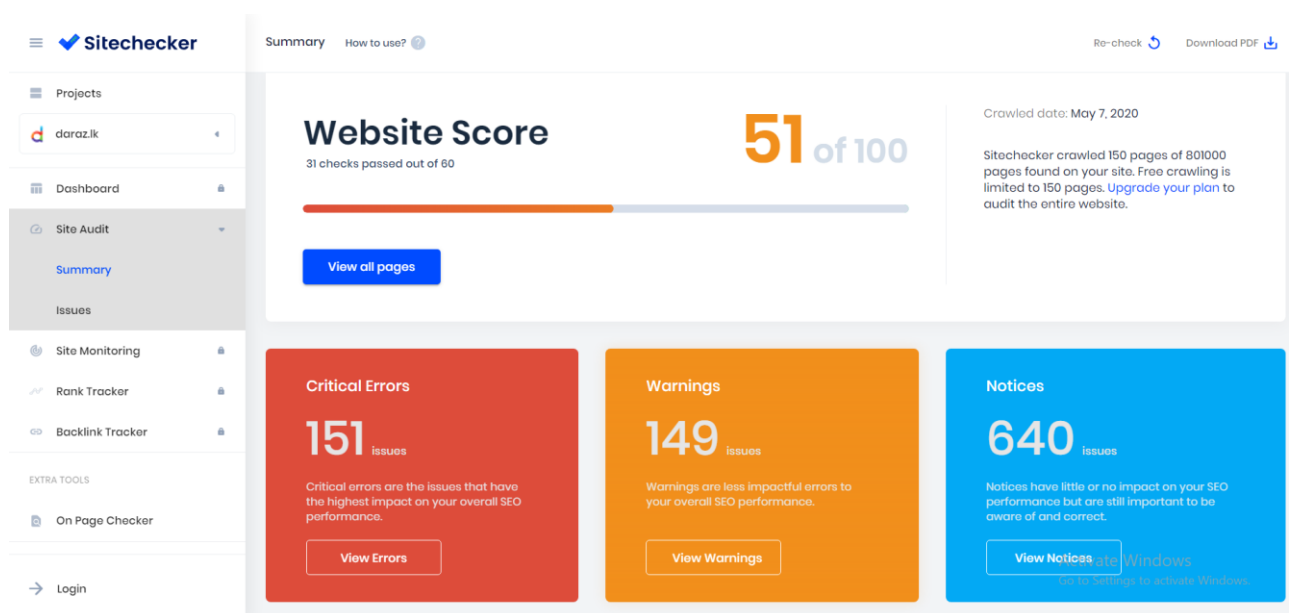 Sitechecker
Projects
daraz.lk
Dashboard
Site Audit
Summary
Issues
Site Monitoring
Rank Tracker
Backlink Tracker
EXTRA TOOLS
On Page Checker
Login
Summary How to use? ?
Re-check Download PDF
Website Score
31 checks passed out of 60
51 of 100
View all pages
Crawled date: May 7, 2020
Sitechecker crawled 150 pages of 801000
pages found on your site. Free crawling is
limited to 150 pages. Upgrade your plan to
audit the entire website.
Critical Errors
151 issues
Critical errors are the issues that have
the highest impact on your overall SEO
performance.
View Errors
Warnings
149 issues
Warnings are less impactful errors to
your overall SEO performance.
View Warnings
Notices
640 issues
Notices have little or no impact on your SEO
performance but are still important to be
aware of and correct.
View Notices
Activate Windows
Go to Settings to activate Windows.